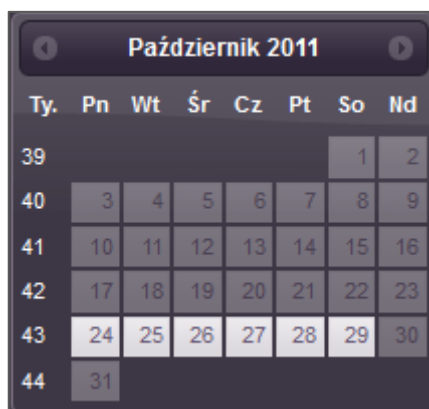 Październik 2011
Ty. Pn Wt Śr Cz Pt So Nd
39 1 2
40 3 4 5 6 7 8 9
41 10 11 12 13 14 15 16
42 17 18 19 20 21 22 23
43 24 25 26 27 28 29 30
44 31